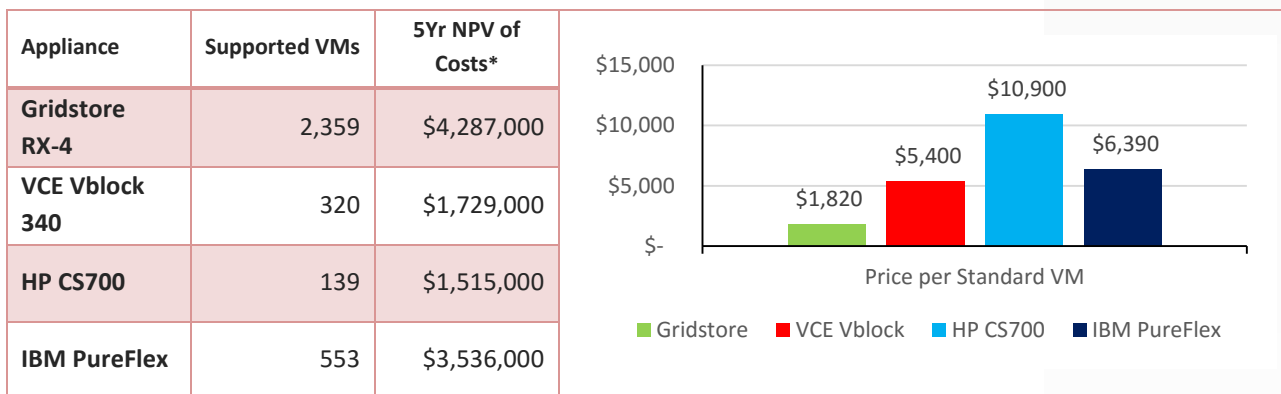 Appliance
Supported VMs
5Yr NPV of
Costs*
Gridstore
RX-4
2,359
$4,287,000
VCE Vblock
340
320
$1,729,000
HP CS700
139
$1,515,000
IBM PureFlex
553
$3,536,000
$15,000
$10,900
$10,000
$6,390
$5,400
$5,000
$1,820
$-
Price per Standard VM
Gridstore
VCE Vblock
HP CS700
IBM PureFlex